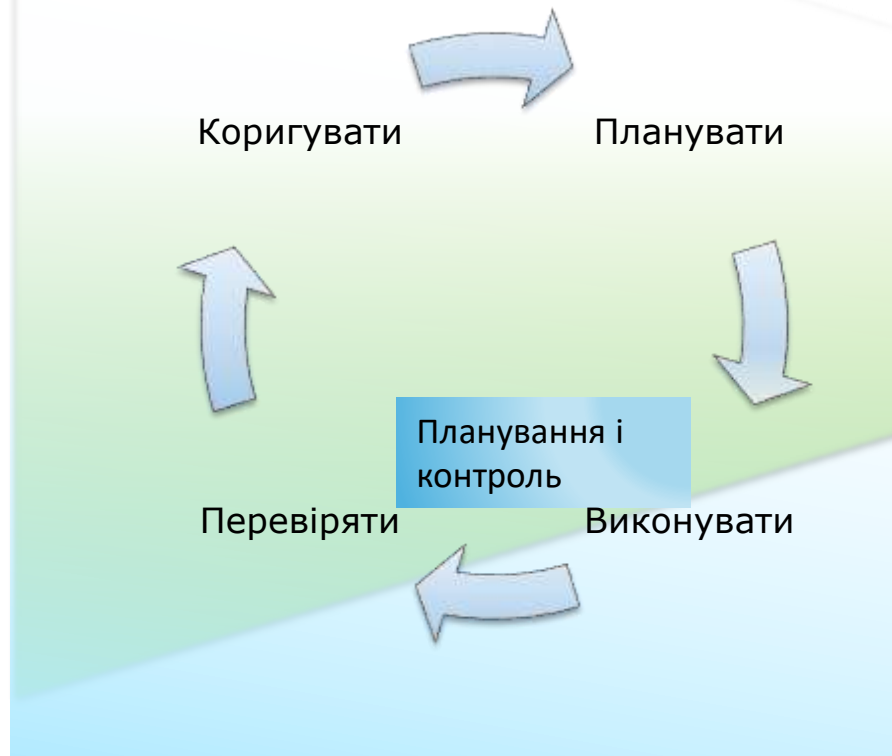 Коригувати Планувати
Планування і
контроль
Перевіряти Виконувати